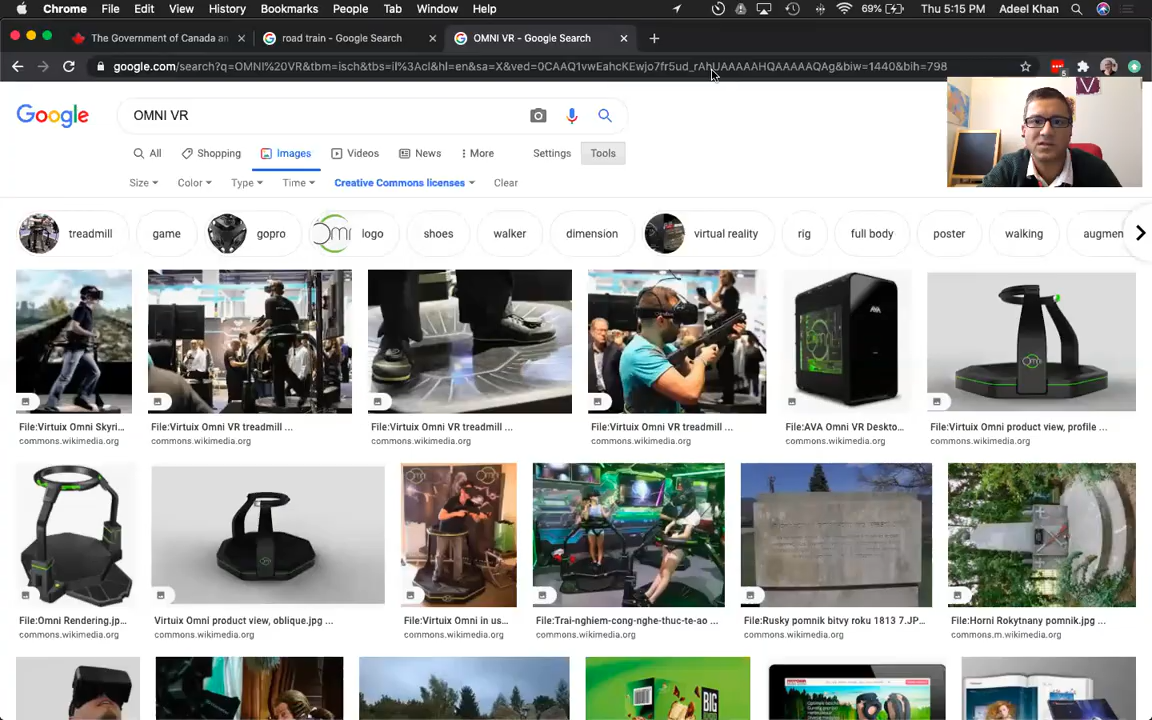 Chrome File Edit View History Bookmarks People Tab Window Help 69% Thu 5:15 PM Adeel Khan
The Government of Canada an
road train - Google Search
OMNI VR - Google Search
google.com/search?q=OMNI%20VR&tbm=isch&tbs=il%3Acl&hl=en&sa=X&ved=0CAAQ1vwEahcKEwjo7fr5ud_rAhUAAAAAHQAAAAAQAg&biw=1440&bih=798
5
Google
OMNI VR
All Shopping Images Videos News More Settings Tools
Size Color Type Time Creative Commons licenses Clear
treadmill game gopro logo shoes walker dimension virtual reality rig full body poster walking augmen
File:Virtuix Omni Skyri...
commons.wikimedia.org
File:Virtuix Omni VR treadmill ...
commons.wikimedia.org
File:Virtuix Omni VR treadmill ...
commons.wikimedia.org
File:Virtuix Omni VR treadmill ...
commons.wikimedia.org
File:AVA Omni VR Deskto...
commons.wikimedia.org
File:Virtuix Omni product view, profile ...
commons.wikimedia.org
File:Omni Rendering.jp...
commons.wikimedia.org
Virtuix Omni product view, oblique.jpg ...
commons.wikimedia.org
File:Virtuix Omni in us...
commons.wikimedia.org
File:Trai-nghiem-cong-nghe-thuc-te-ao ...
commons.wikimedia.org
File:Rusky pomnik bitvy roku 1813 7.JP...
commons.wikimedia.org
File:Horni Rokytnany pomnik.jpg ...
commons.m.wikimedia.org
BIG